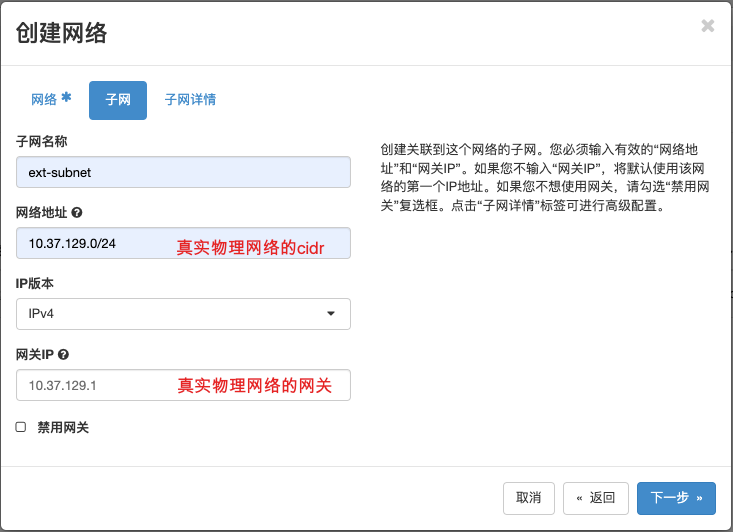 创建网络
×
网络 *
子网
子网详情
子网名称
ext-subnet
网络地址 ?
10.37.129.0/24
真实物理网络的cidr
IP版本
IPv4
网关IP ?
10.37.129.1
真实物理网络的网关
禁用网关
创建关联到这个网络的子网。您必须输入有效的“网络地
址”和“网关IP”。如果您不输入“网关IP”，将默认使用该网
络的第一个IP地址。如果您不想使用网关，请勾选“禁用网
关”复选框。点击“子网详情”标签可进行高级配置。
取消
« 返回
下一步 »